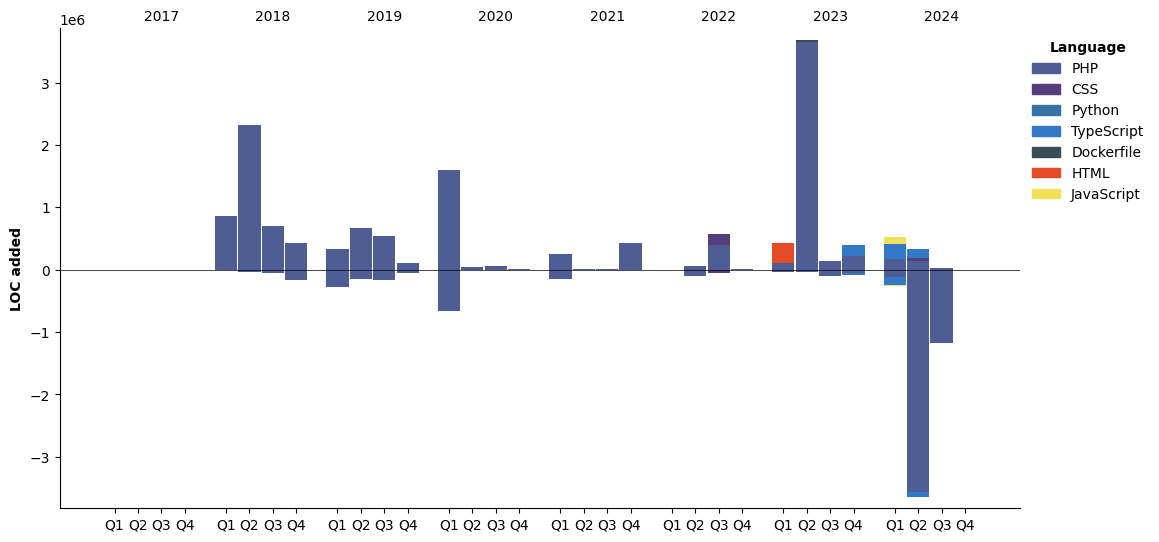 2017 2018 2019 2020 2021 2022 2023 2024
1e6
Language
PHP
CSS
Python
TypeScript
Dockerfile
HTML
JavaScript
3
2
1
0
−1
−2
−3
LOC added
Q1 Q2 Q3 Q4 Q1 Q2 Q3 Q4 Q1 Q2 Q3 Q4 Q1 Q2 Q3 Q4 Q1 Q2 Q3 Q4 Q1 Q2 Q3 Q4 Q1 Q2 Q3 Q4 Q1 Q2 Q3 Q4